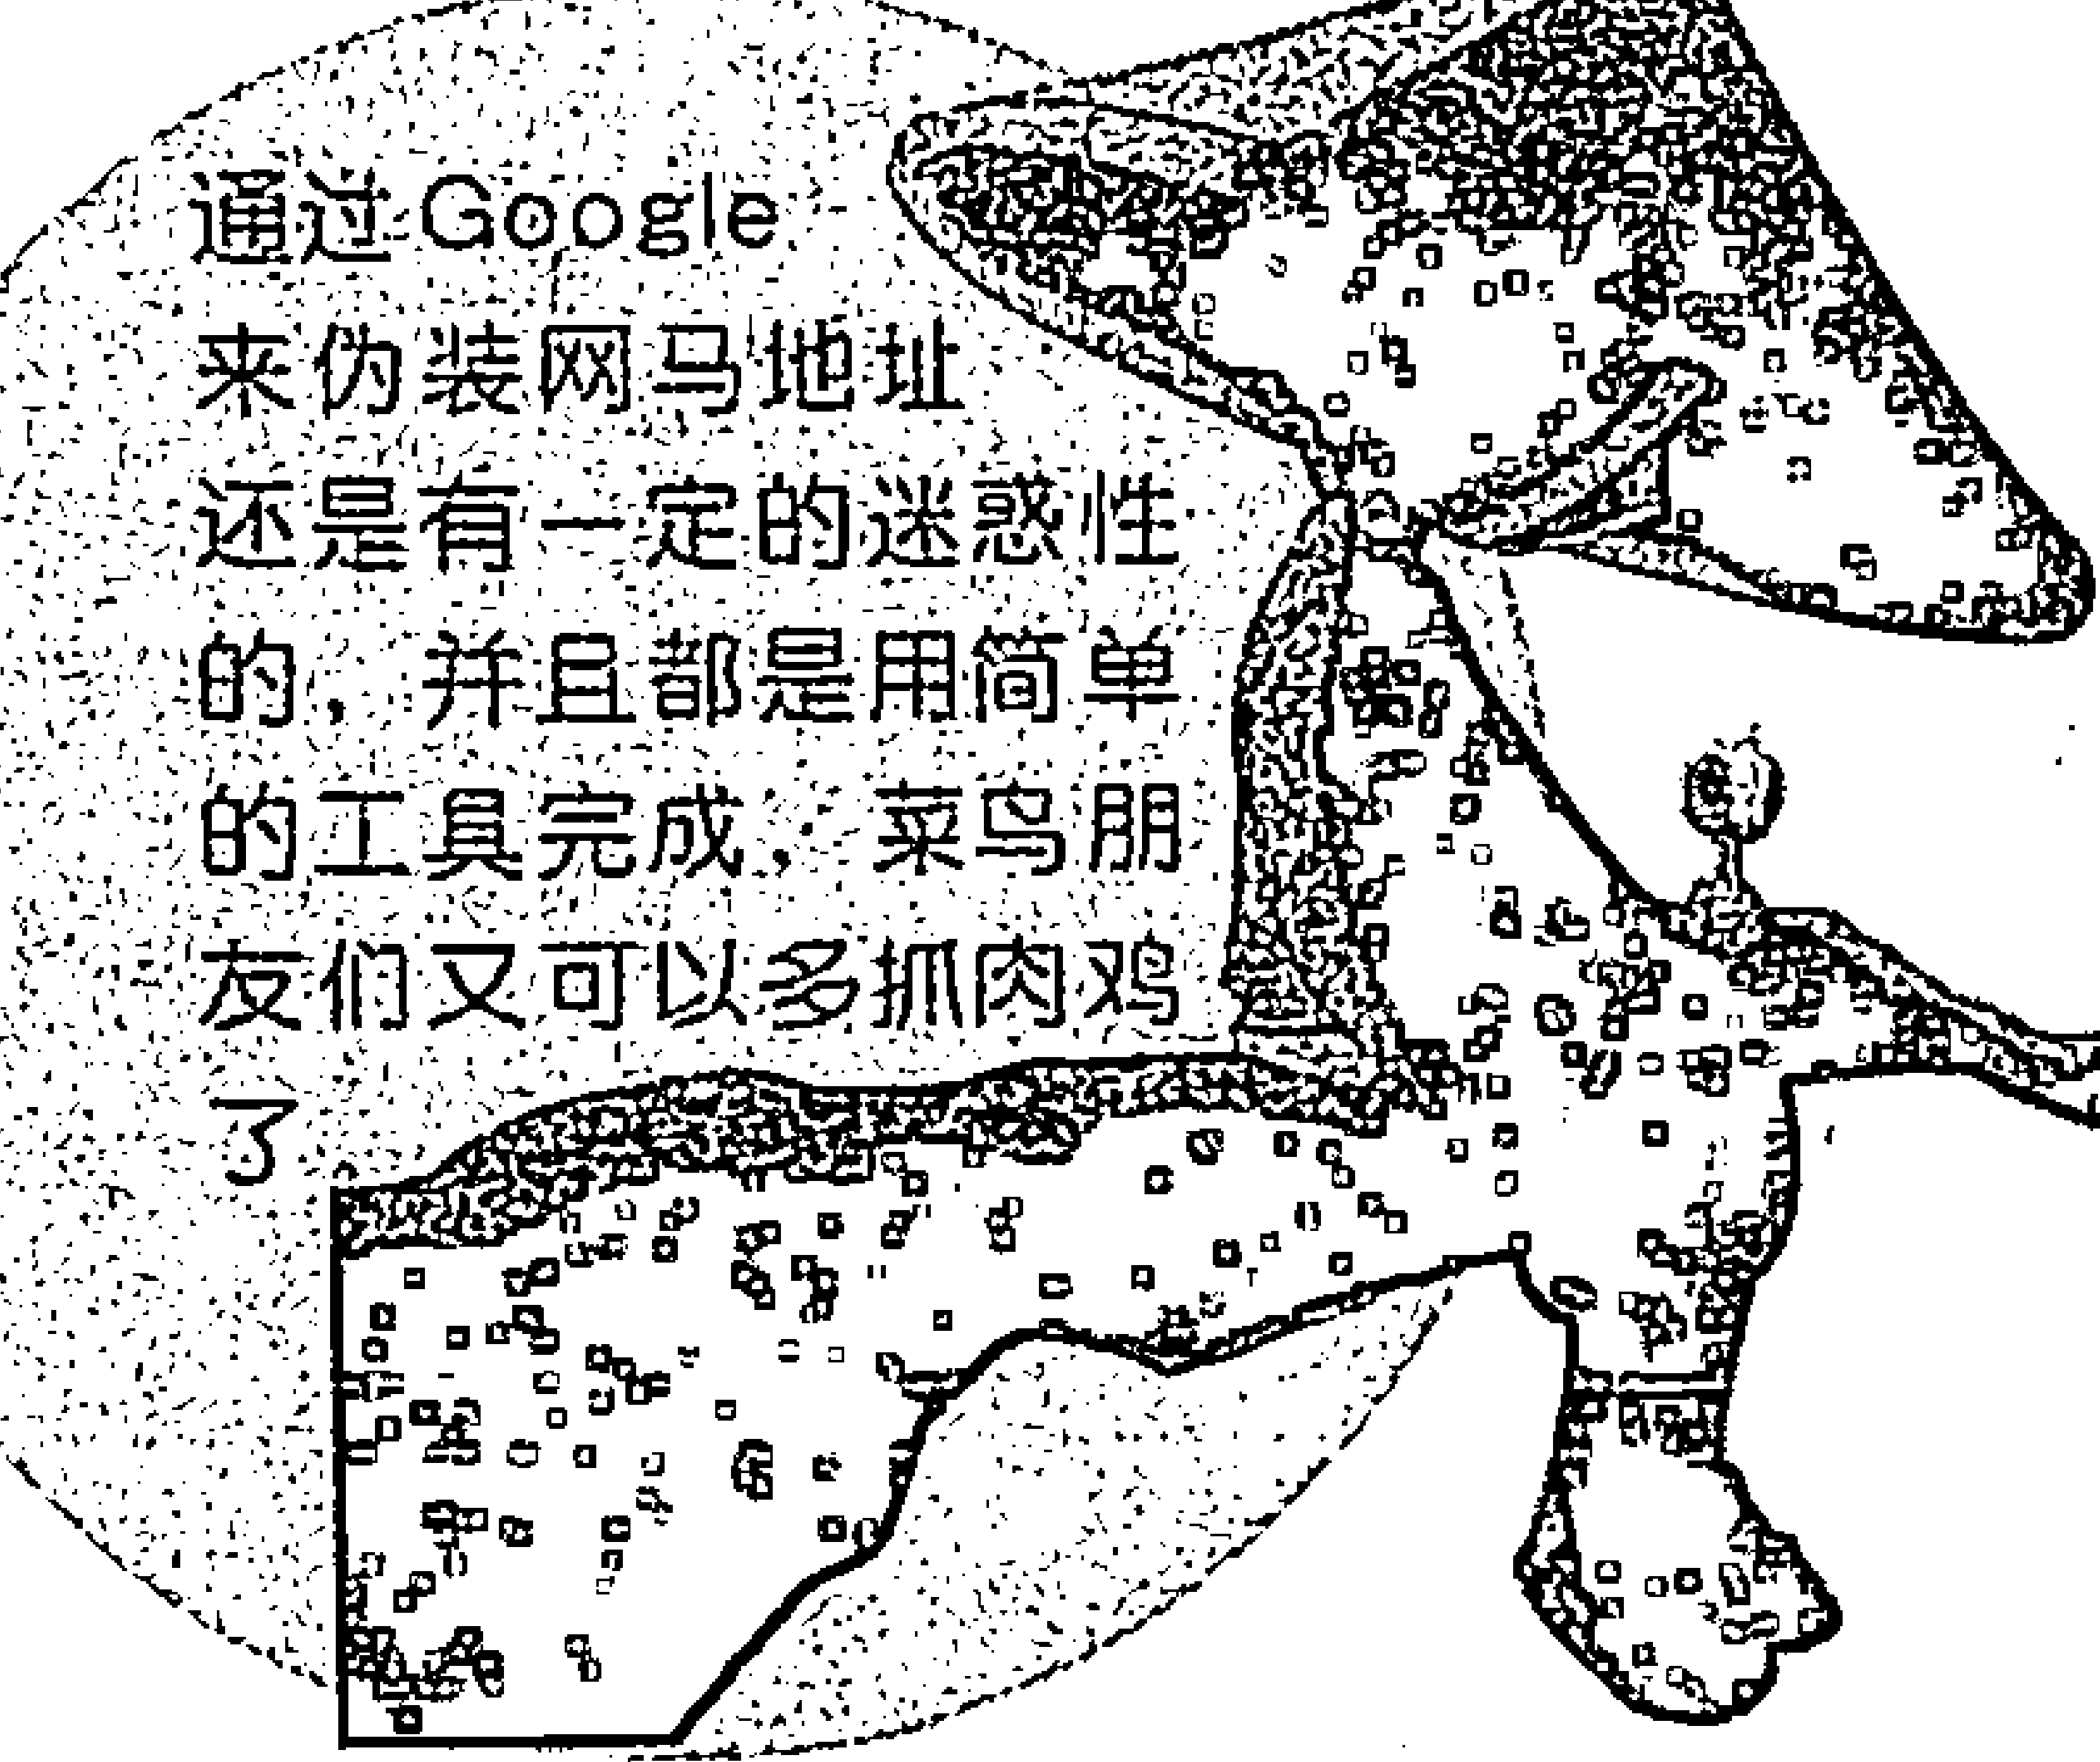 通过Google
来伪装网马地址
还是有一定的迷惑性
的，并且都是用简单
的工具完成，菜鸟朋
友们又可以多抓肉鸡
了